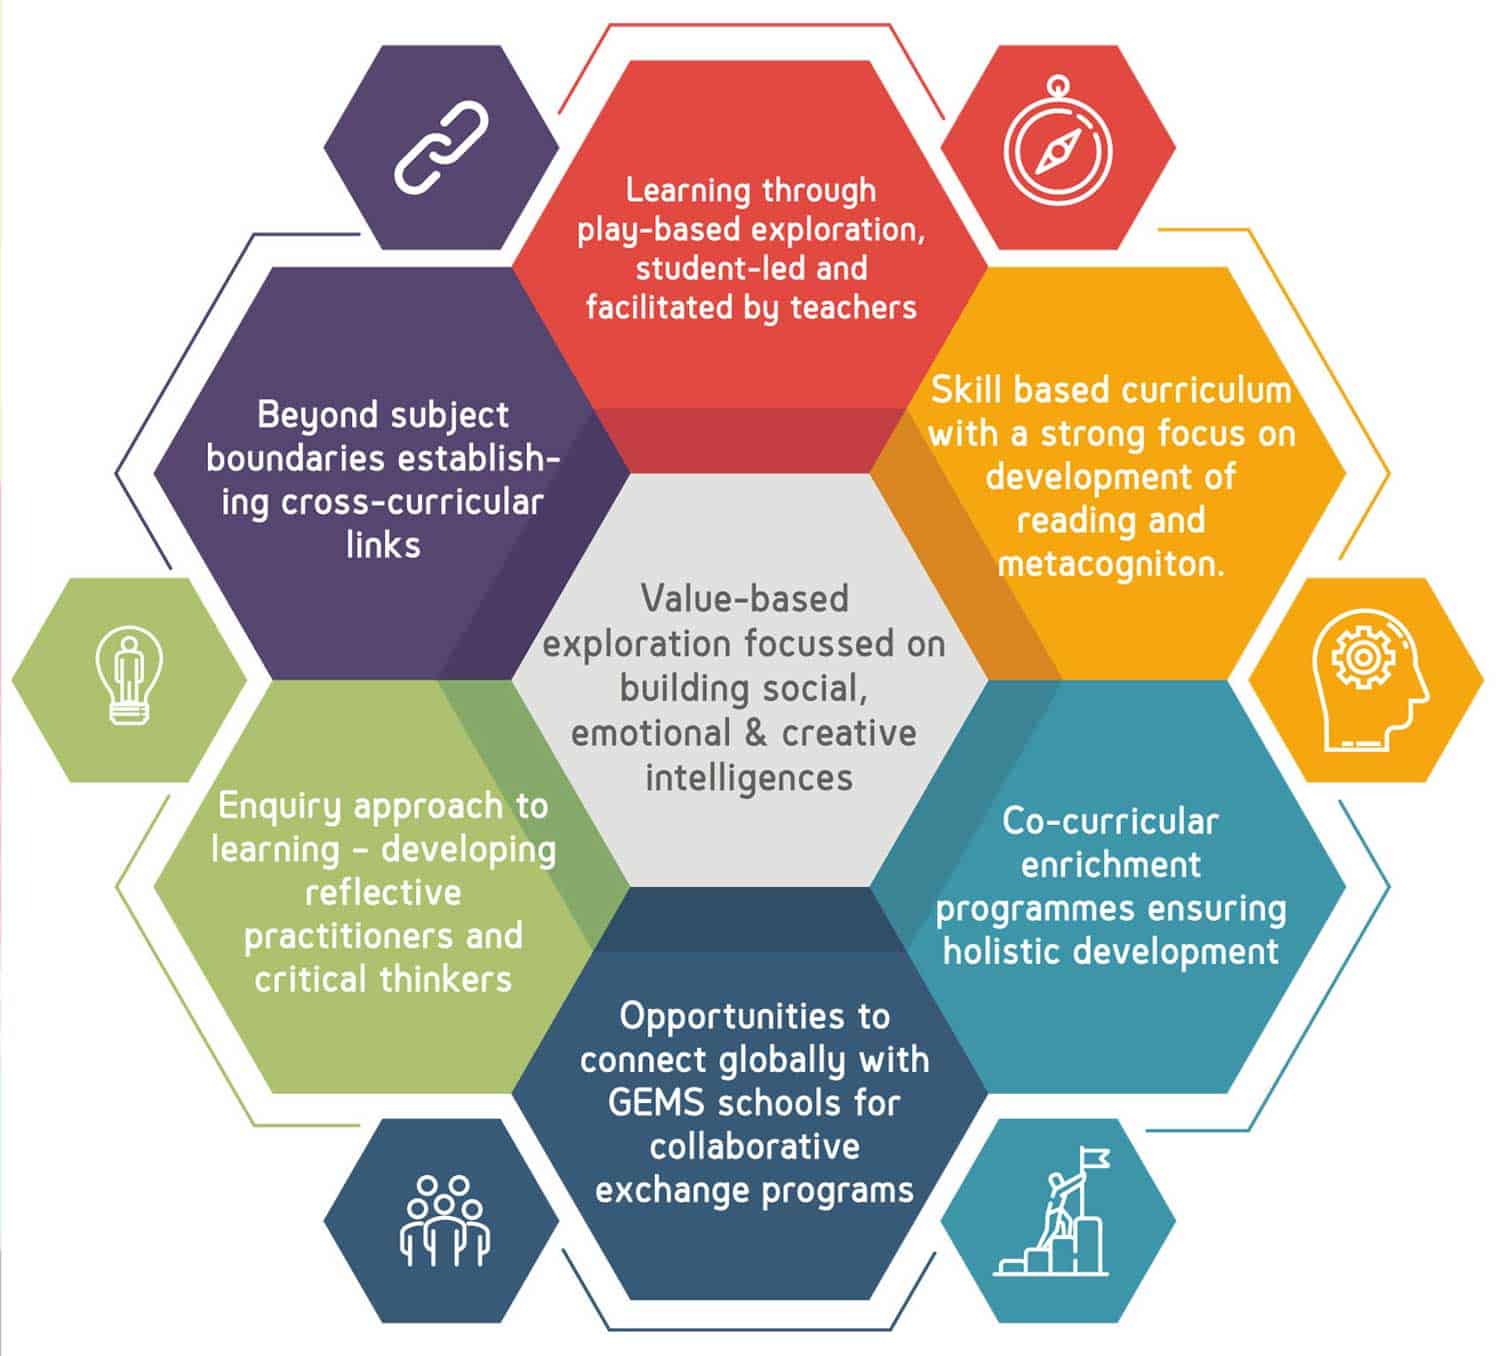 Learning through
play-based exploration,
student-led and
facilitated by teachers
Skill based curriculum
with a strong focus on
development of
reading and
metacogniton.
Beyond subject
boundaries establish-
ing cross-curricular
links
Value-based
exploration focussed on
building social,
emotional & creative
intelligences
Enquiry approach to
learning - developing
reflective
practitioners and
critical thinkers
Co-curricular
enrichment
programmes ensuring
holistic development
Opportunities to
connect globally with
GEMS schools for
collaborative
exchange programs